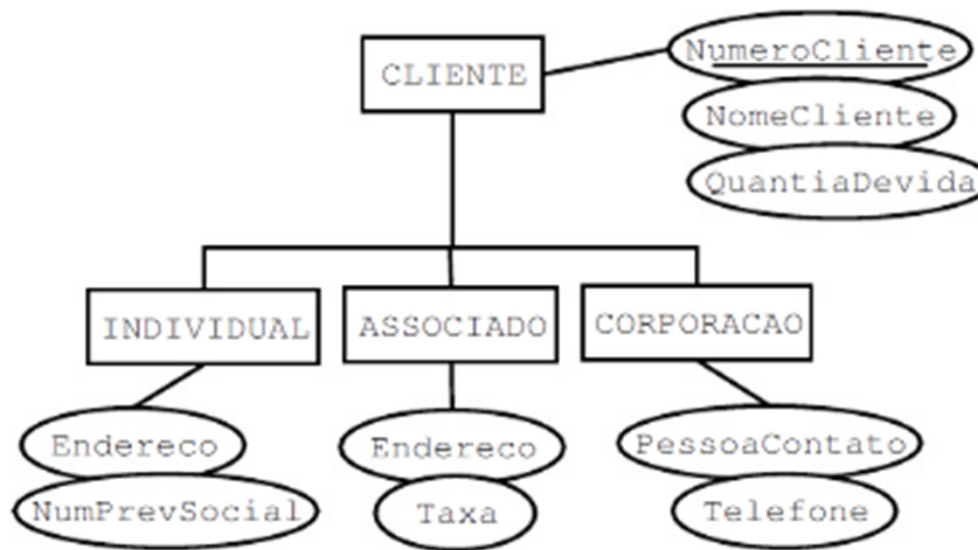 CLIENTE
NumeroCliente
NomeCliente
QuantiaDevida
INDIVIDUAL
ASSOCIADO
CORPORACAO
Endereco
NumPrevSocial
Endereco
Taxa
PessoaContato
Telefone